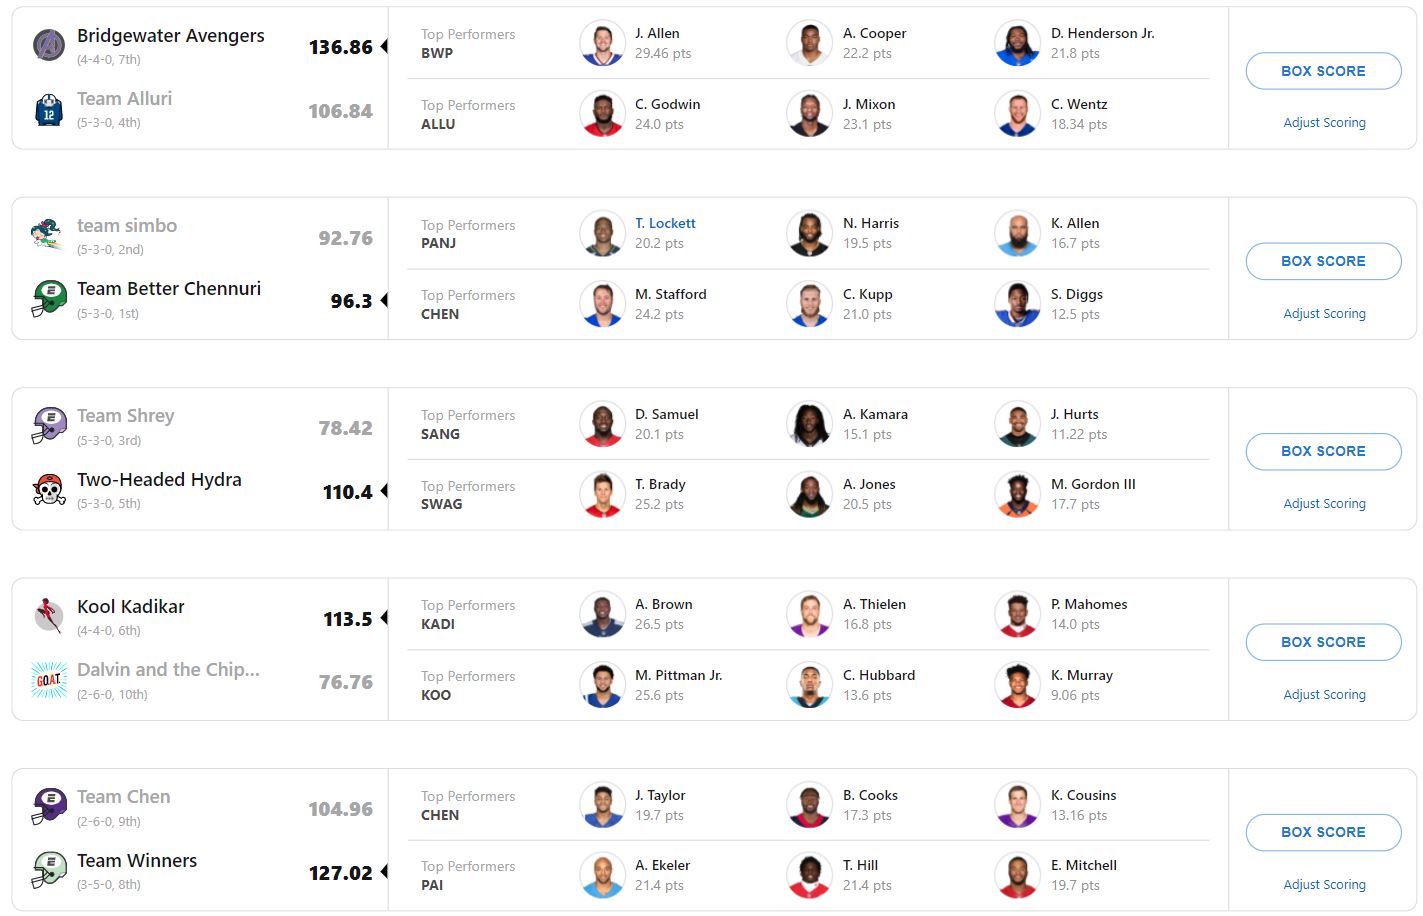 Bridgewater Avengers
(4-4-0, 7th)
136.86
Team Alluri
(5-3-0, 4th)
106.84
Top Performers
BWP
J. Allen
29.46 pts
A. Cooper
22.2 pts
D. Henderson Jr.
21.8 pts
Top Performers
ALLU
C. Godwin
24.0 pts
J. Mixon
23.1 pts
C. Wentz
18.34 pts
BOX SCORE
Adjust Scoring
team simbo
(5-3-0, 2nd)
92.76
Team Better Chennuri
(5-3-0, 1st)
96.3
Top Performers
PANJ
T. Lockett
20.2 pts
N. Harris
19.5 pts
K. Allen
16.7 pts
Top Performers
CHEN
M. Stafford
24.2 pts
C. Kupp
21.0 pts
S. Diggs
12.5 pts
BOX SCORE
Adjust Scoring
Team Shrey
(5-3-0, 3rd)
78.42
Two-Headed Hydra
(5-3-0, 5th)
110.4
Top Performers
SANG
D. Samuel
20.1 pts
A. Kamara
15.1 pts
J. Hurts
11.22 pts
Top Performers
SWAG
T. Brady
25.2 pts
A. Jones
20.5 pts
M. Gordon III
17.7 pts
BOX SCORE
Adjust Scoring
Kool Kadikar
(4-4-0, 6th)
113.5
G.O.A.T.
Dalvin and the Chip...
(2-6-0, 10th)
76.76
Top Performers
KADI
A. Brown
26.5 pts
A. Thielen
16.8 pts
P. Mahomes
14.0 pts
Top Performers
KOO
M. Pittman Jr.
25.6 pts
C. Hubbard
13.6 pts
K. Murray
9.06 pts
BOX SCORE
Adjust Scoring
Team Chen
(2-6-0, 9th)
104.96
Team Winners
(3-5-0, 8th)
127.02
Top Performers
CHEN
J. Taylor
19.7 pts
B. Cooks
17.3 pts
K. Cousins
13.16 pts
Top Performers
PAI
A. Ekeler
21.4 pts
T. Hill
21.4 pts
E. Mitchell
19.7 pts
BOX SCORE
Adjust Scoring